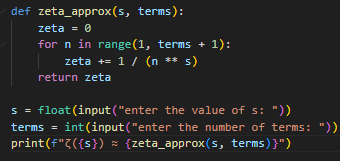 def zeta_approx(s, terms):
    zeta = 0
    for n in range(1, terms + 1):
        zeta += 1 / (n ** s)
    return zeta

s = float(input("enter the value of s: "))
terms = int(input("enter the number of terms: "))
print(f"ζ({s}) ≈ {zeta_approx(s, terms)}")